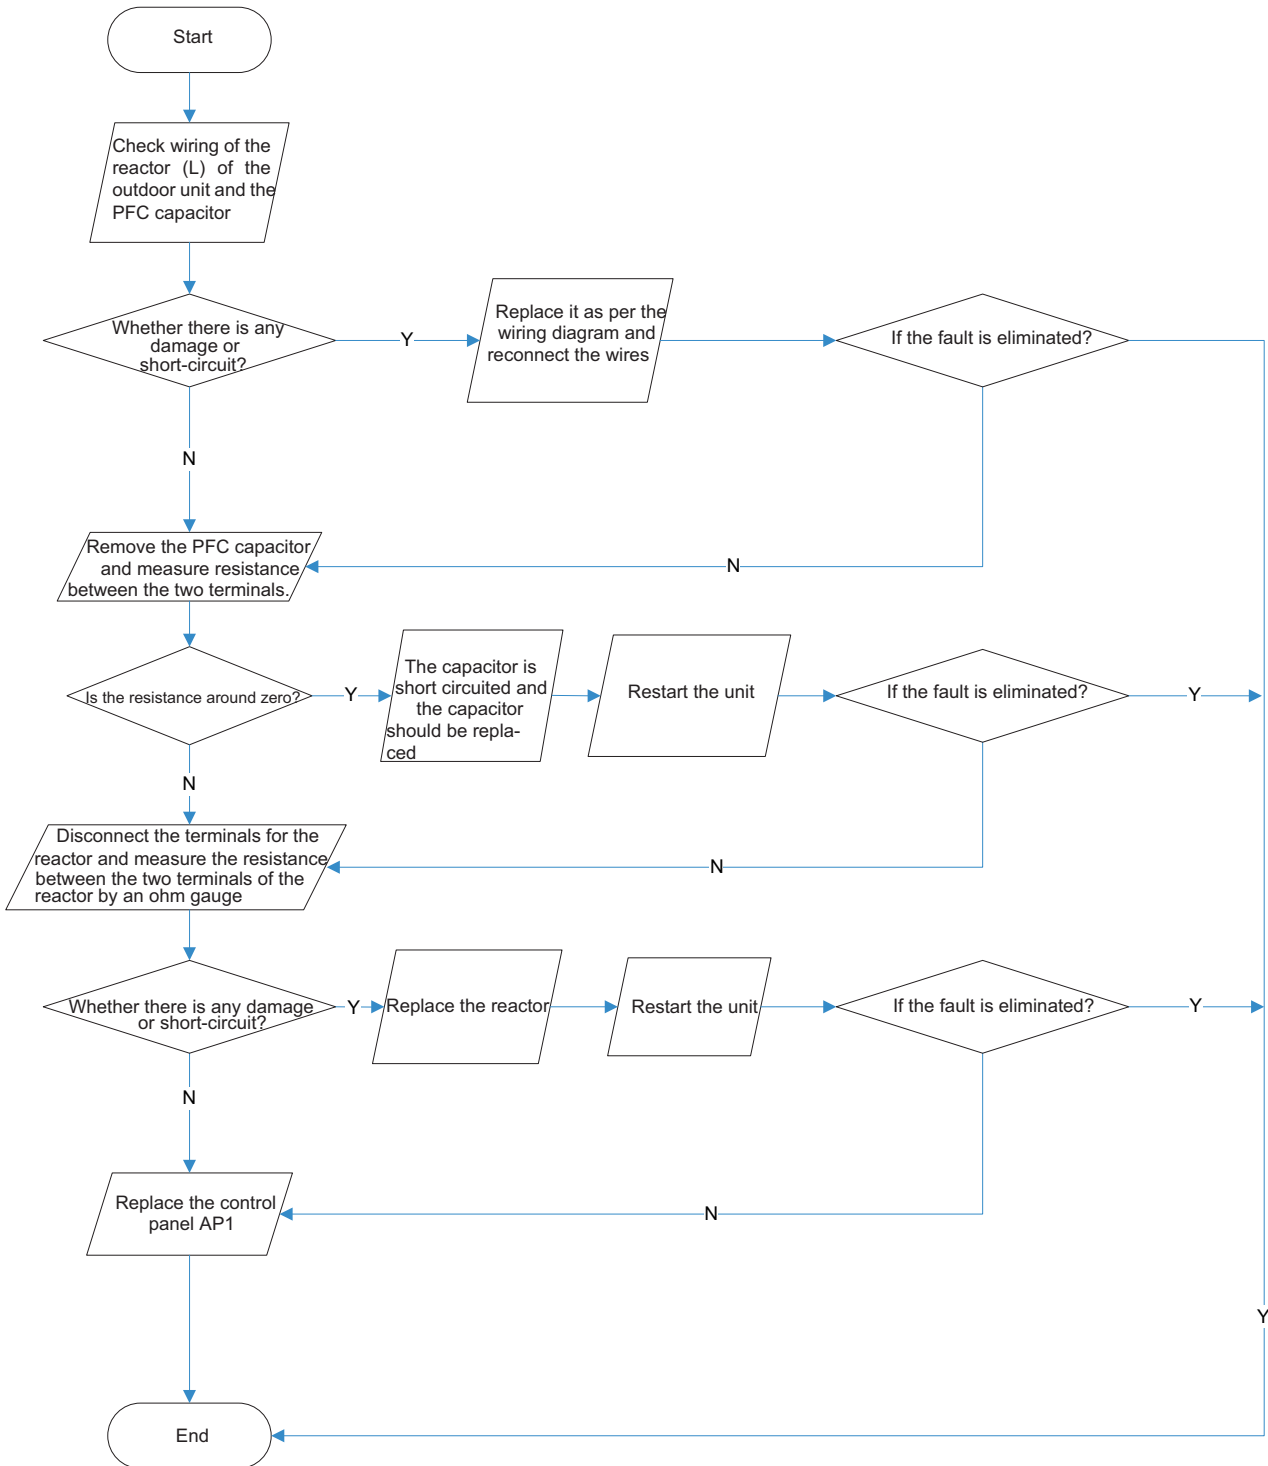 Start
Check wiring of the
reactor (L) of the
outdoor unit and the
PFC capacitor
Whether there is any
damage or
short-circuit?
Y
Replace it as per the
wiring diagram and
reconnect the wires
If the fault is eliminated?
N
Remove the PFC capacitor
and measure resistance
between the two terminals.
N
Is the resistance around zero?
Y
The capacitor is
short circuited and
the capacitor
should be repla-
ced
Restart the unit
If the fault is eliminated?
Y
N
Disconnect the terminals for the
reactor and measure the resistance
between the two terminals of the
reactor by an ohm gauge
N
Whether there is any damage
or short-circuit?
Y
Replace the reactor
Restart the unit
If the fault is eliminated?
Y
N
Replace the control
panel AP1
N
Y
End